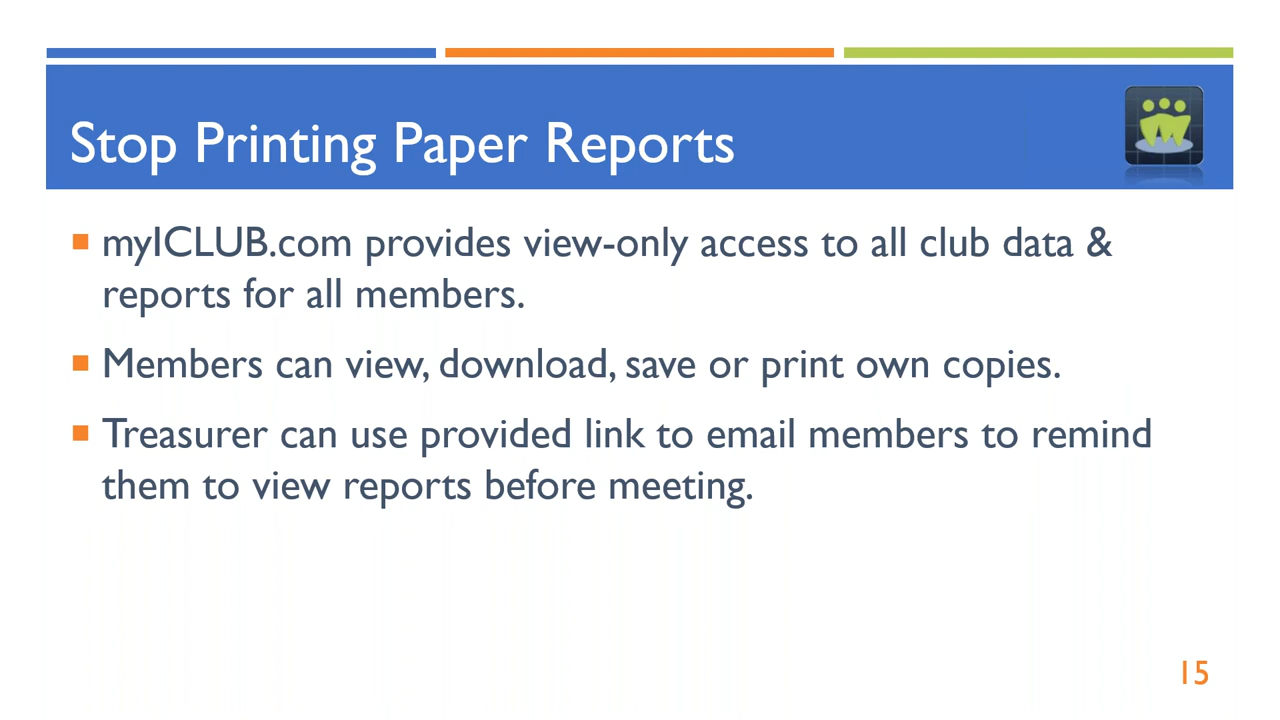 Stop Printing Paper Reports
myICLUB.com provides view-only access to all club data &
reports for all members.
Members can view, download, save or print own copies.
Treasurer can use provided link to email members to remind
them to view reports before meeting.
15